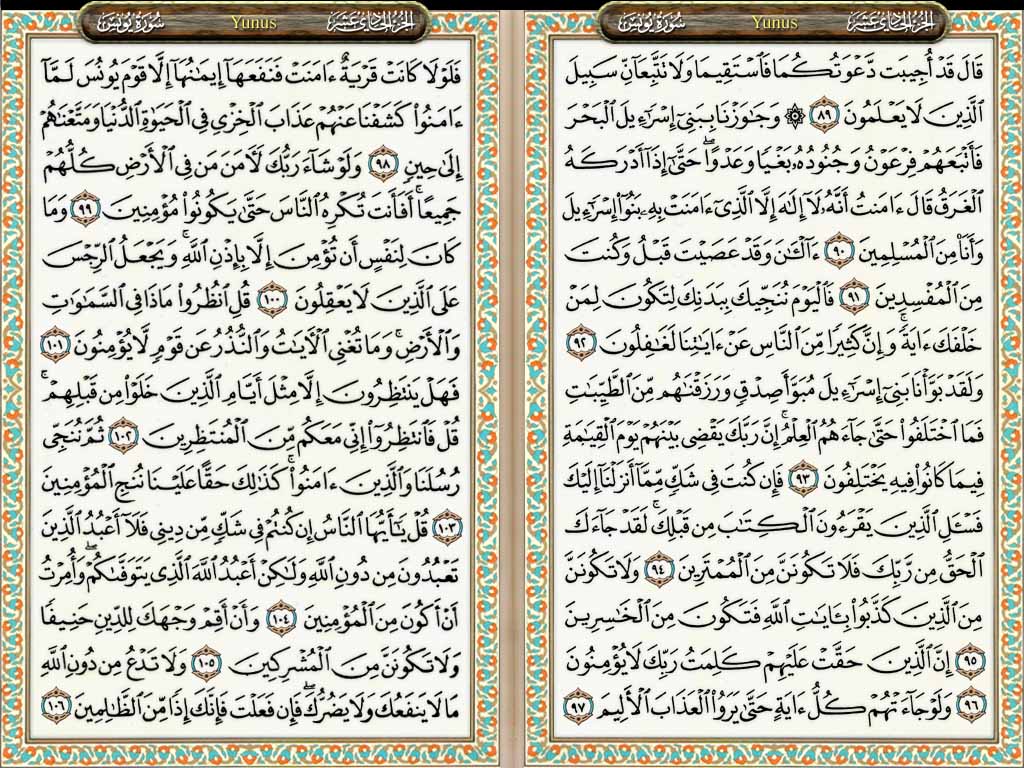 الجزء الحادي عشر Yunus سورة يونس
قَالَ قَدْ أُجِيبَت دَّعْوَتُكُمَا فَٱسْتَقِيمَا وَلَا تَتَّبِعَآنِّ سَبِيلَ
ٱلَّذِينَ لَا يَعْلَمُونَ ٨٩ ۞ وَجَٰوَزْنَا بِبَنِىٓ إِسْرَٰٓءِيلَ ٱلْبَحْرَ
فَأَتْبَعَهُمْ فِرْعَوْنُ وَجُنُودُهُۥ بَغْيًا وَعَدْوًا ۖ حَتَّىٰٓ إِذَآ أَدْرَكَهُ
ٱلْغَرَقُ قَالَ ءَامَنتُ أَنَّهُۥ لَآ إِلَٰهَ إِلَّا ٱلَّذِىٓ ءَامَنَتْ بِهِۦ بَنُوٓا۟ إِسْرَٰٓءِيلَ
وَأَنَا۠ مِنَ ٱلْمُسْلِمِينَ ٩٠ ءَآلْـَٰٔنَ وَقَدْ عَصَيْتَ قَبْلُ وَكُنتَ
مِنَ ٱلْمُفْسِدِينَ ٩١ فَٱلْيَوْمَ نُنَجِّيكَ بِبَدَنِكَ لِتَكُونَ لِمَنْ
خَلْفَكَ ءَايَةً ۚ وَإِنَّ كَثِيرًا مِّنَ ٱلنَّاسِ عَنْ ءَايَٰتِنَا لَغَٰفِلُونَ ٩٢
وَلَقَدْ بَوَّأْنَا بَنِىٓ إِسْرَٰٓءِيلَ مُبَوَّأَ صِدْقٍ وَرَزَقْنَٰهُم مِّنَ ٱلطَّيِّبَٰتِ
فَمَا ٱخْتَلَفُوا۟ حَتَّىٰ جَآءَهُمُ ٱلْعِلْمُ ۚ إِنَّ رَبَّكَ يَقْضِى بَيْنَهُمْ يَوْمَ ٱلْقِيَٰمَةِ
فِيمَا كَانُوا۟ فِيهِ يَخْتَلِفُونَ ٩٣ فَإِن كُنتَ فِى شَكٍّ مِّمَّآ أَنزَلْنَآ إِلَيْكَ
فَسْـَٔلِ ٱلَّذِينَ يَقْرَءُونَ ٱلْكِتَٰبَ مِن قَبْلِكَ ۚ لَقَدْ جَآءَكَ
ٱلْحَقُّ مِن رَّبِّكَ فَلَا تَكُونَنَّ مِنَ ٱلْمُمْتَرِينَ ٩٤ وَلَا تَكُونَنَّ
مِنَ ٱلَّذِينَ كَذَّبُوا۟ بِـَٔايَٰتِ ٱللَّهِ فَتَكُونَ مِنَ ٱلْخَٰسِرِينَ
٩٥ إِنَّ ٱلَّذِينَ حَقَّتْ عَلَيْهِمْ كَلِمَتُ رَبِّكَ لَا يُؤْمِنُونَ
٩٦ وَلَوْ جَآءَتْهُمْ كُلُّ ءَايَةٍ حَتَّىٰ يَرَوُا۟ ٱلْعَذَابَ ٱلْأَلِيمَ ٩٧
الجزء الحادي عشر Yunus سورة يونس
فَلَوْلَا كَانَتْ قَرْيَةٌ ءَامَنَتْ فَنَفَعَهَآ إِيمَٰنُهَآ إِلَّا قَوْمَ يُونُسَ لَمَّآ
ءَامَنُوا۟ كَشَفْنَا عَنْهُمْ عَذَابَ ٱلْخِزْىِ فِى ٱلْحَيَوٰةِ ٱلدُّنْيَا وَمَتَّعْنَٰهُمْ
إِلَىٰ حِينٍ ٩٨ وَلَوْ شَآءَ رَبُّكَ لَءَامَنَ مَن فِى ٱلْأَرْضِ كُلُّهُمْ
جَمِيعًا ۚ أَفَأَنتَ تُكْرِهُ ٱلنَّاسَ حَتَّىٰ يَكُونُوا۟ مُؤْمِنِينَ ٩٩ وَمَا
كَانَ لِنَفْسٍ أَن تُؤْمِنَ إِلَّا بِإِذْنِ ٱللَّهِ ۚ وَيَجْعَلُ ٱلرِّجْسَ
عَلَى ٱلَّذِينَ لَا يَعْقِلُونَ ١٠٠ قُلِ ٱنظُرُوا۟ مَاذَا فِى ٱلسَّمَٰوَٰتِ
وَٱلْأَرْضِ ۚ وَمَا تُغْنِى ٱلْءَايَٰتُ وَٱلنُّذُرُ عَن قَوْمٍ لَّا يُؤْمِنُونَ ١٠١
فَهَلْ يَنتَظِرُونَ إِلَّا مِثْلَ أَيَّامِ ٱلَّذِينَ خَلَوْا۟ مِن قَبْلِهِمْ ۚ
قُلْ فَٱنتَظِرُوٓا۟ إِنِّى مَعَكُم مِّنَ ٱلْمُنتَظِرِينَ ١٠٢ ثُمَّ نُنَجِّى
رُسُلَنَا وَٱلَّذِينَ ءَامَنُوا۟ ۚ كَذَٰلِكَ حَقًّا عَلَيْنَا نُنجِ ٱلْمُؤْمِنِينَ
١٠٣ قُلْ يَٰٓأَيُّهَا ٱلنَّاسُ إِن كُنتُمْ فِى شَكٍّ مِّن دِينِى فَلَآ أَعْبُدُ ٱلَّذِينَ
تَعْبُدُونَ مِن دُونِ ٱللَّهِ وَلَٰكِنْ أَعْبُدُ ٱللَّهَ ٱلَّذِى يَتَوَفَّىٰكُمْ ۖ وَأُمِرْتُ
أَنْ أَكُونَ مِنَ ٱلْمُؤْمِنِينَ ١٠٤ وَأَنْ أَقِمْ وَجْهَكَ لِلدِّينِ حَنِيفًا
وَلَا تَكُونَنَّ مِنَ ٱلْمُشْرِكِينَ ١٠٥ وَلَا تَدْعُ مِن دُونِ ٱللَّهِ
مَا لَا يَنفَعُكَ وَلَا يَضُرُّكَ ۖ فَإِن فَعَلْتَ فَإِنَّكَ إِذًا مِّنَ ٱلظَّٰلِمِينَ ١٠٦